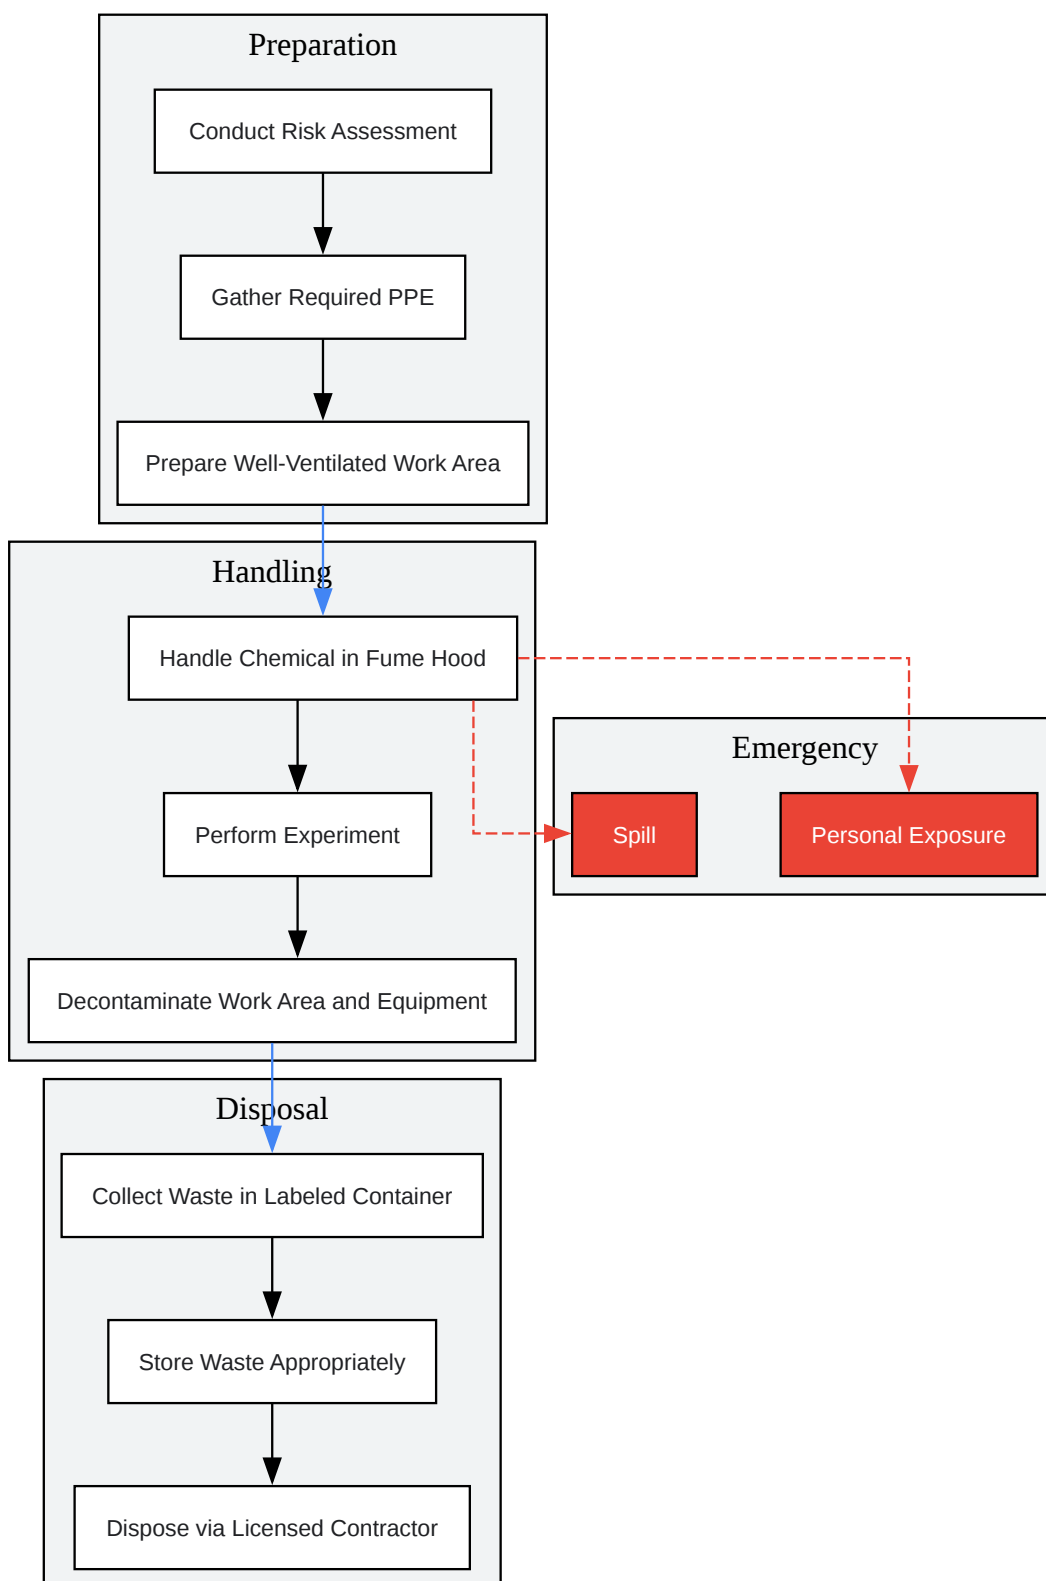 Preparation
Conduct Risk Assessment
Gather Required PPE
Prepare Well-Ventilated Work Area
Handling
Handle Chemical in Fume Hood
Perform Experiment
Decontaminate Work Area and Equipment
Emergency
Spill
Personal Exposure
Disposal
Collect Waste in Labeled Container
Store Waste Appropriately
Dispose via Licensed Contractor